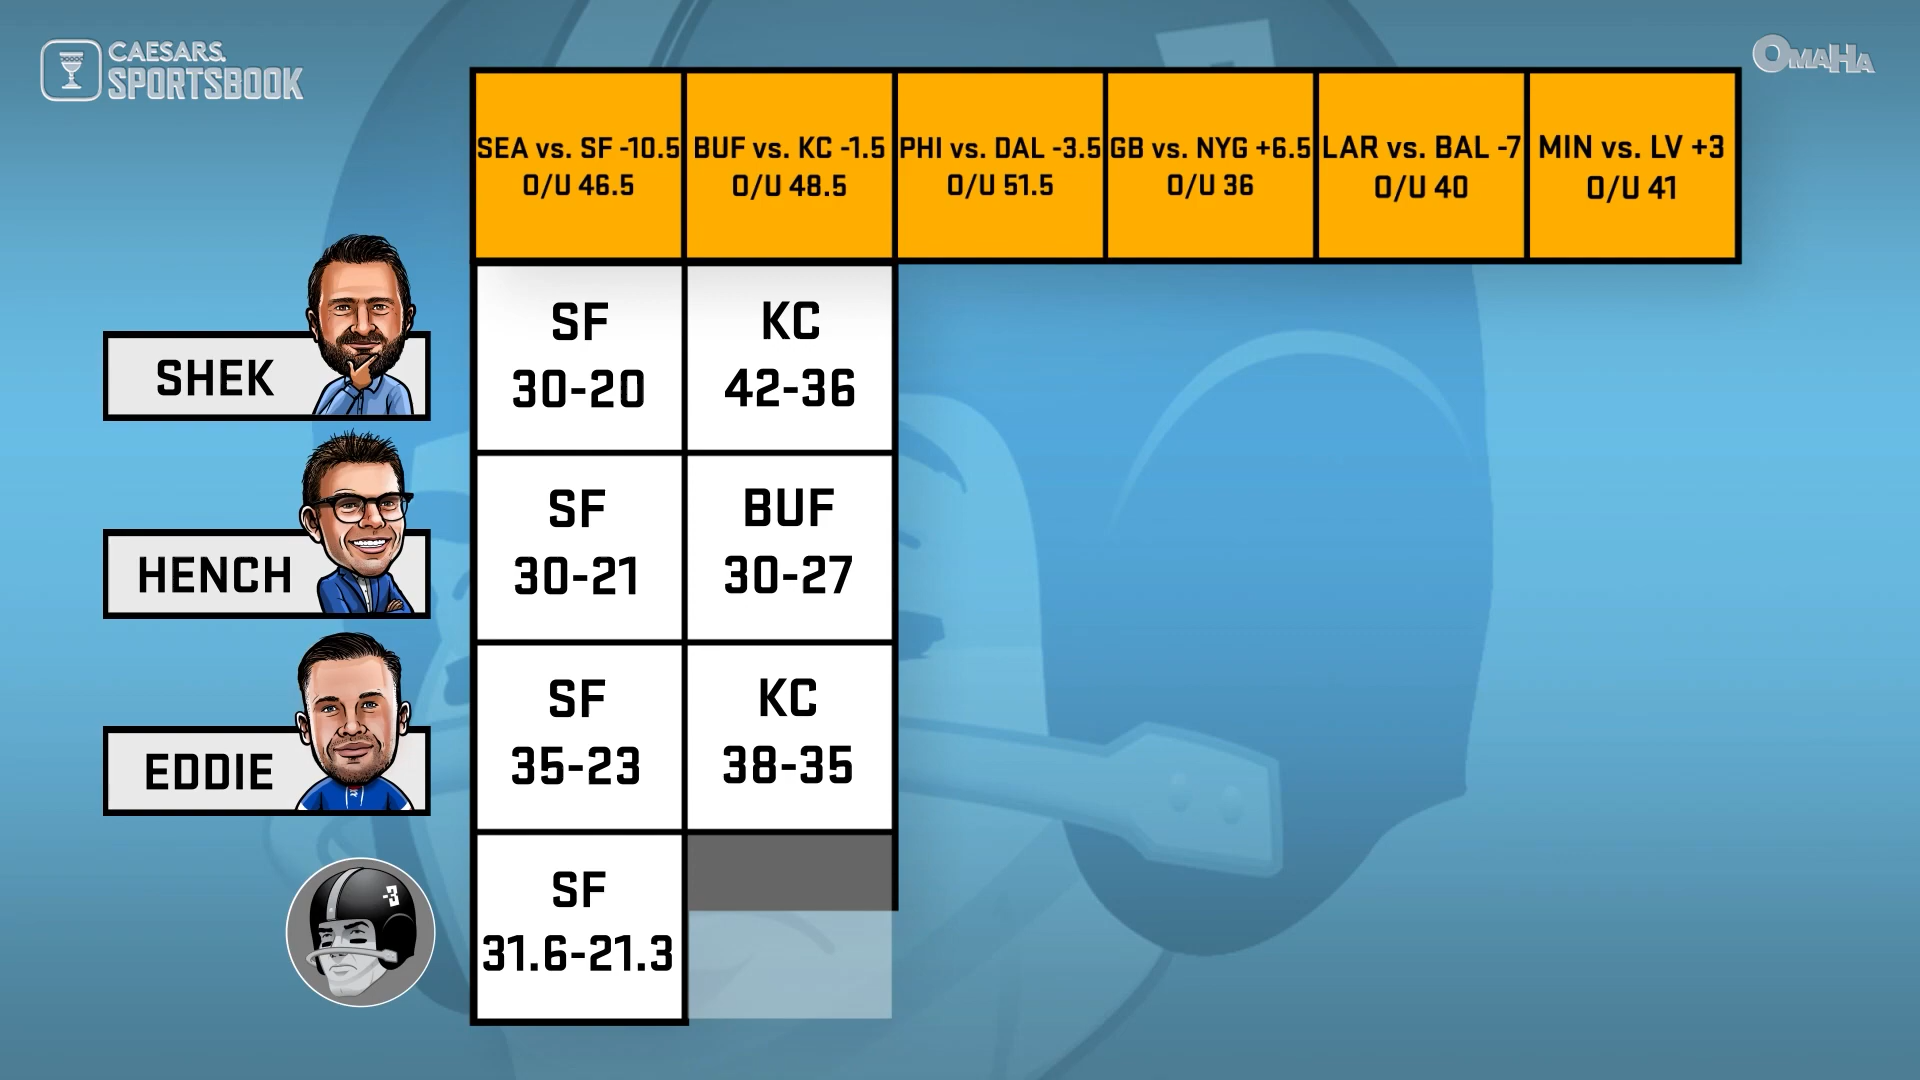 CAESARS
SPORTSBOOK
OMAHA
SEA vs. SF -10.5
O/U 46.5
BUF vs. KC -1.5
O/U 48.5
PHI vs. DAL -3.5
O/U 51.5
GB vs. NYG +6.5
O/U 36
LAR vs. BAL -7
O/U 40
MIN vs. LV +3
O/U 41
SHEK
SF
30-20
KC
42-36
HENCH
SF
30-21
BUF
30-27
EDDIE
SF
35-23
KC
38-35
-3
SF
31.6-21.3